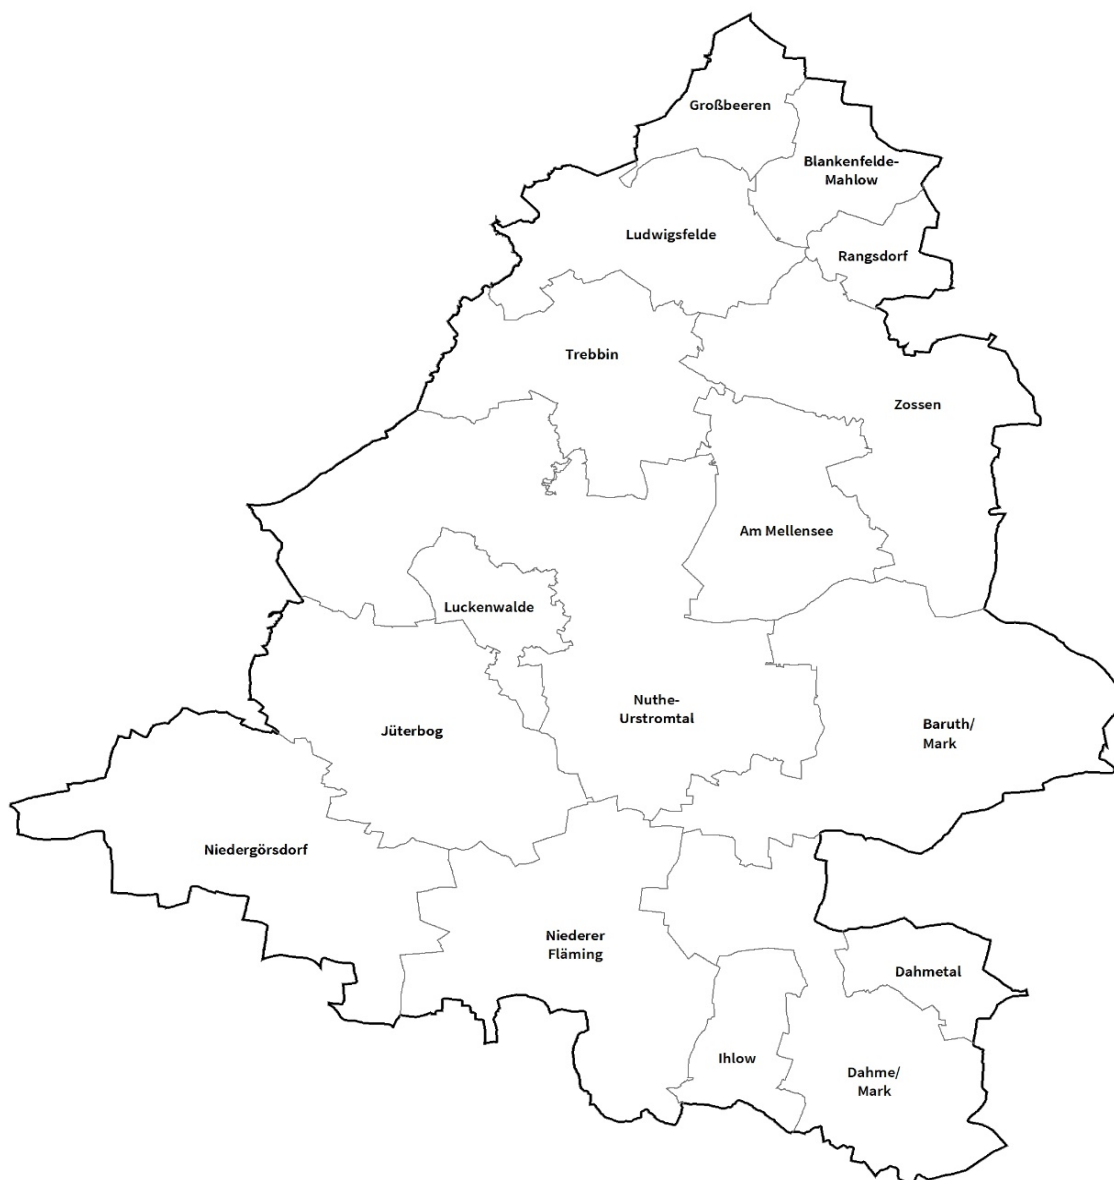 Großbeeren
Blankenfelde-
Mahlow
Ludwigsfelde
Rangsdorf
Trebbin
Zossen
Am Mellensee
Luckenwalde
Nuthe-
Urstromtal
Jüterbog
Baruth/
Mark
Niedergörsdorf
Niederer
Fläming
Dahmetal
Ihlow
Dahme/
Mark